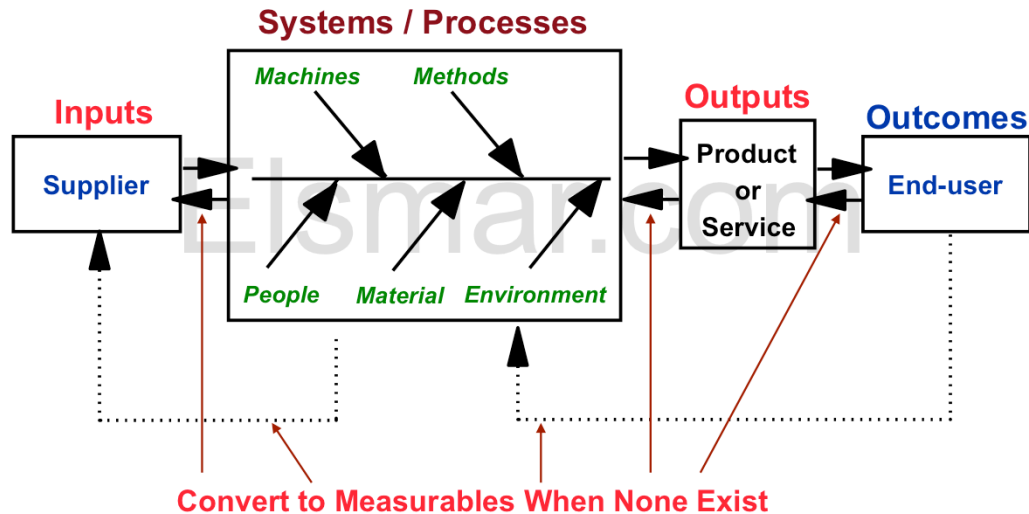 Systems / Processes
Machines
Methods
Inputs
Outputs
Outcomes
Supplier
Product
or
Service
End-user
Elsmar.com
People
Material
Environment
Convert to Measurables When None Exist